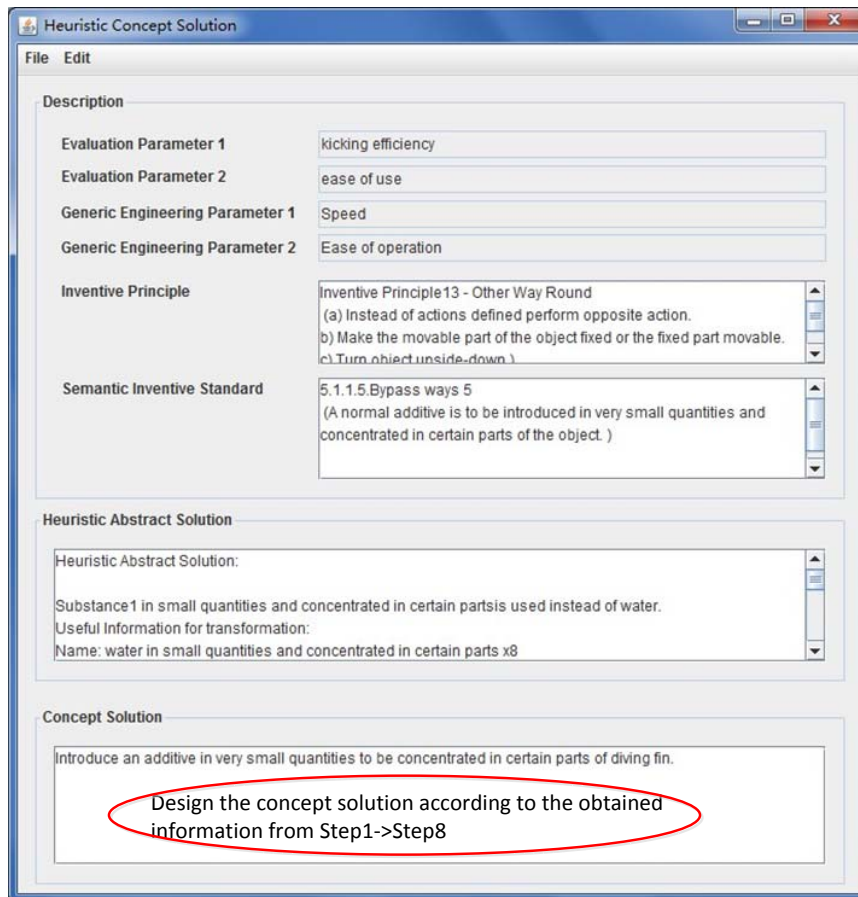 Heuristic Concept Solution
File Edit
Description
Evaluation Parameter 1 kicking efficiency
Evaluation Parameter 2 ease of use
Generic Engineering Parameter 1 Speed
Generic Engineering Parameter 2 Ease of operation
Inventive Principle
Inventive Principle13 - Other Way Round
(a) Instead of actions defined perform opposite action.
b) Make the movable part of the object fixed or the fixed part movable.
c) Turn object upside-down.)
Semantic Inventive Standard
5.1.1.5.Bypass ways 5
(A normal additive is to be introduced in very small quantities and
concentrated in certain parts of the object. )
Heuristic Abstract Solution
Heuristic Abstract Solution:
Substance1 in small quantities and concentrated in certain partsis used instead of water.
Useful Information for transformation:
Name: water in small quantities and concentrated in certain parts x8
Concept Solution
Introduce an additive in very small quantities to be concentrated in certain parts of diving fin.
Design the concept solution according to the obtained
information from Step1->Step8